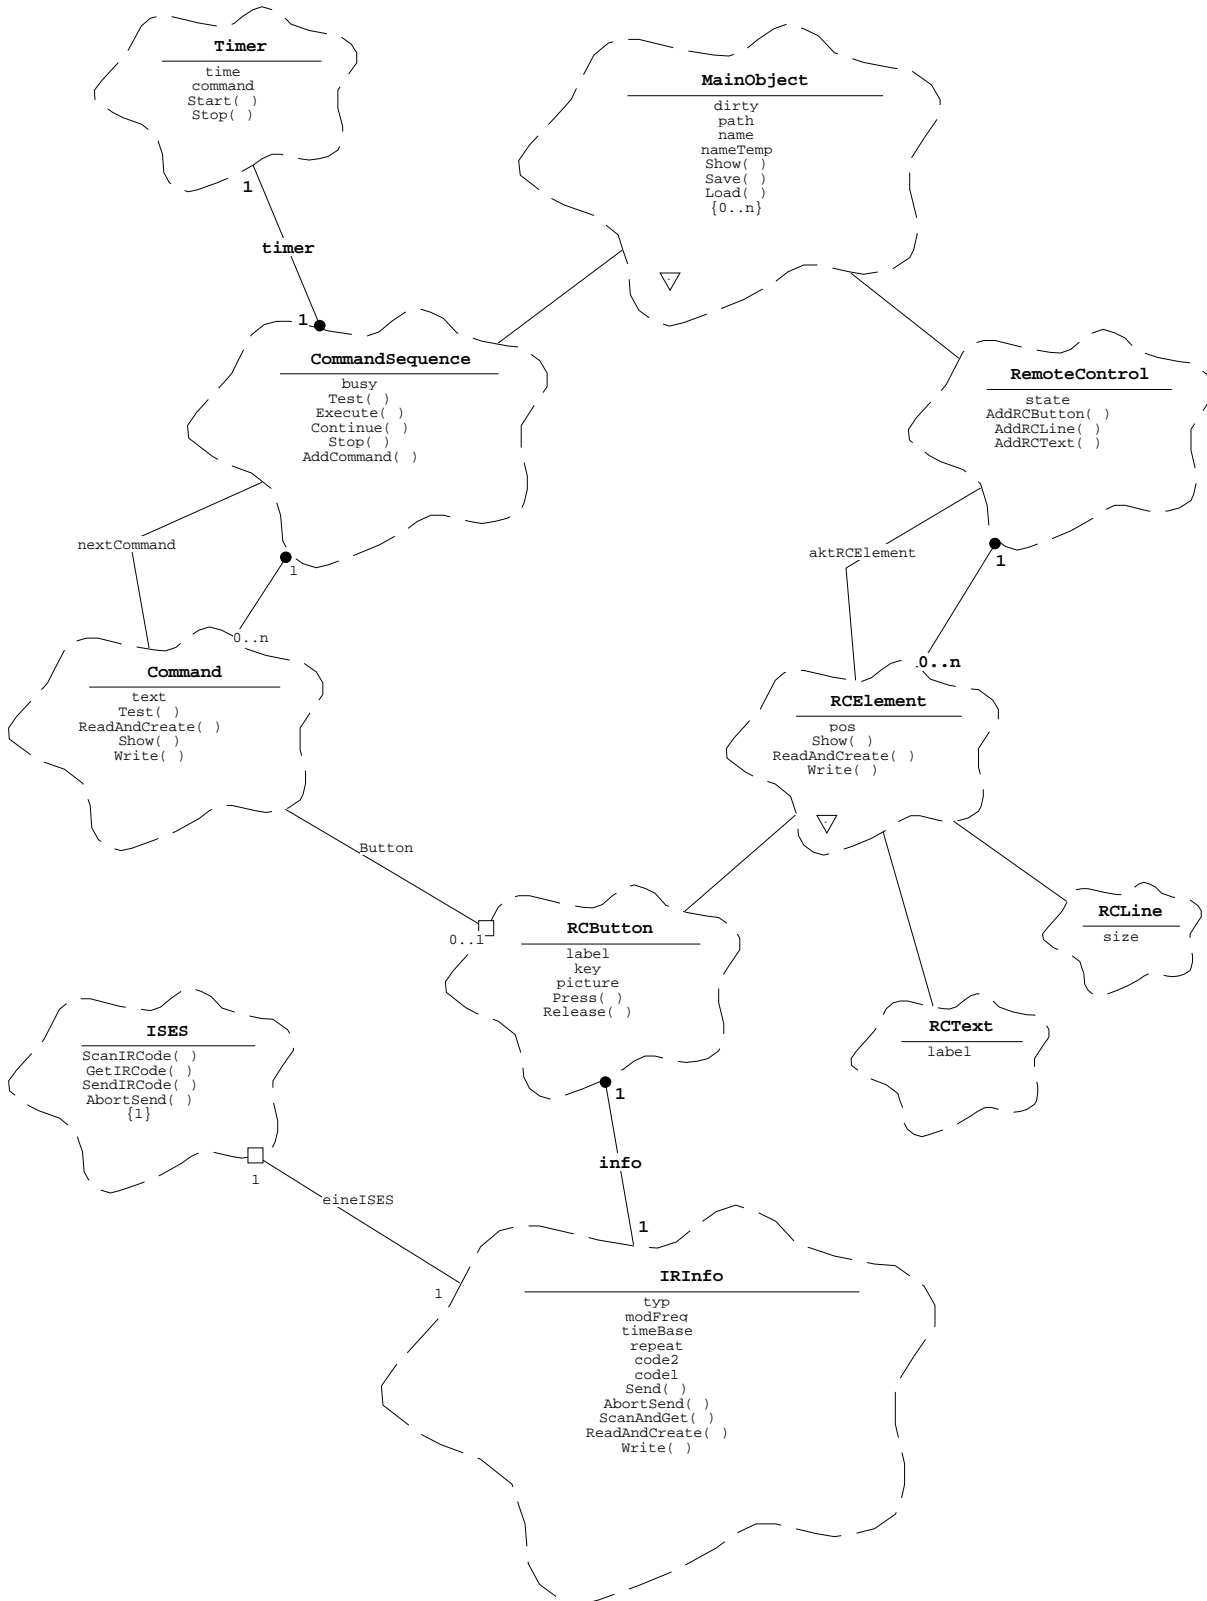 Timer
time
command
Start( )
Stop( )
1
timer
1
MainObject
dirty
path
name
nameTemp
Show( )
Save( )
Load( )
{0..n}
CommandSequence
busy
Test( )
Execute( )
Continue( )
Stop( )
AddCommand( )
RemoteControl
state
AddRCButton( )
AddRCLine( )
AddRCText( )
nextCommand
1
0..n
aktRCElement
1
0..n
Command
text
Test( )
ReadAndCreate( )
Show( )
Write( )
RCElement
pos
Show( )
ReadAndCreate( )
Write( )
Button
0..1
RCButton
label
key
picture
Press( )
Release( )
RCLine
size
RCText
label
ISES
ScanIRCode( )
GetIRCode( )
SendIRCode( )
AbortSend( )
{1}
1
eineISES
1
1
info
1
IRInfo
typ
modFreq
timeBase
repeat
code2
code1
Send( )
AbortSend( )
ScanAndGet( )
ReadAndCreate( )
Write( )